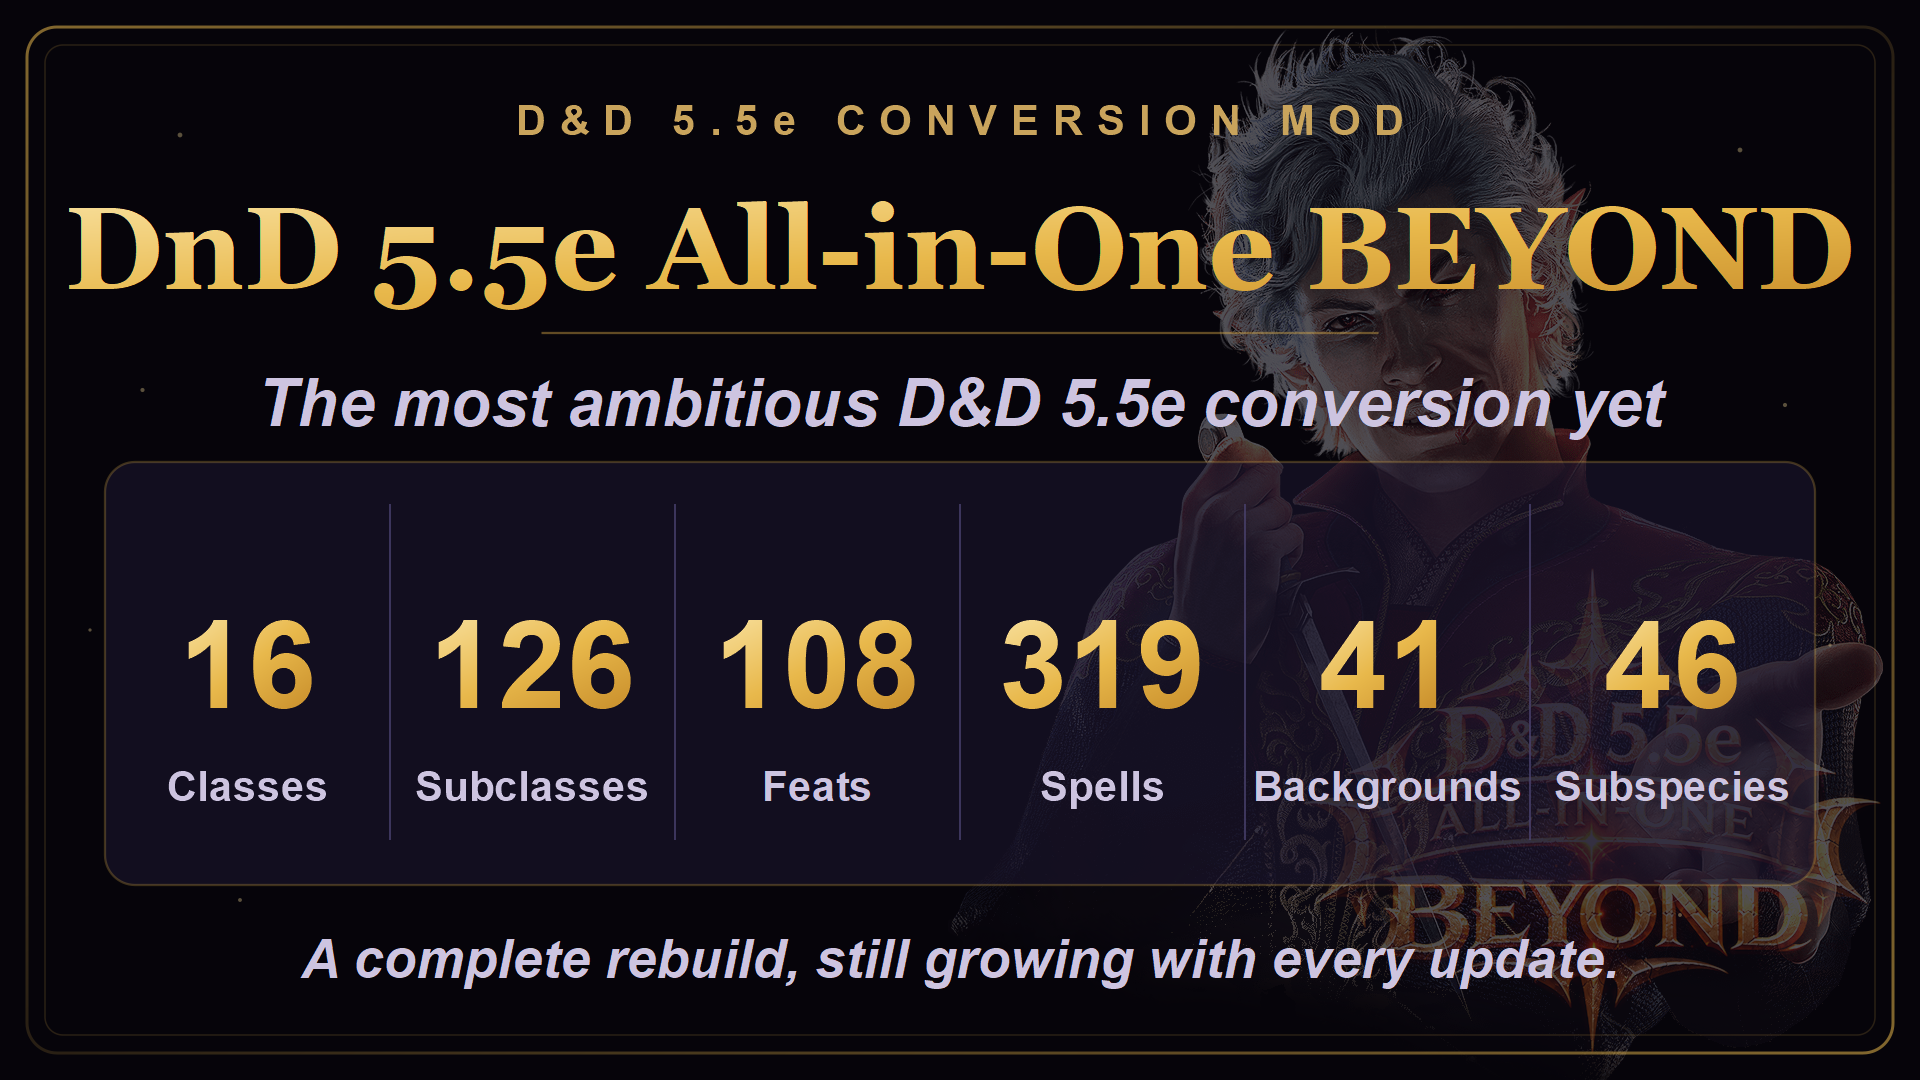 D&D 5.5e CONVERSION MOD
DnD 5.5e All-in-One BEYOND
The most ambitious D&D 5.5e conversion yet
16 126 108 319 41 46
Classes Subclasses Feats Spells Backgrounds Subspecies
D&D 5.5e
ALL-IN-ONE
BEYOND
A complete rebuild, still growing with every update.